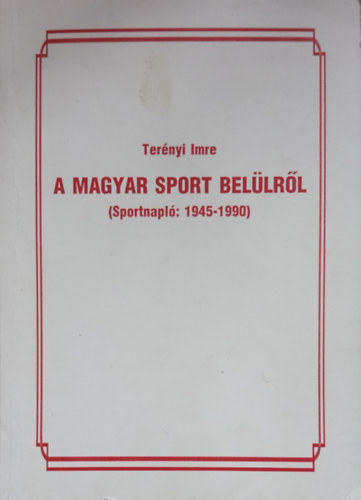 Terényi Imre
A MAGYAR SPORT BELÜLRŐL
(Sportnapló: 1945-1990)